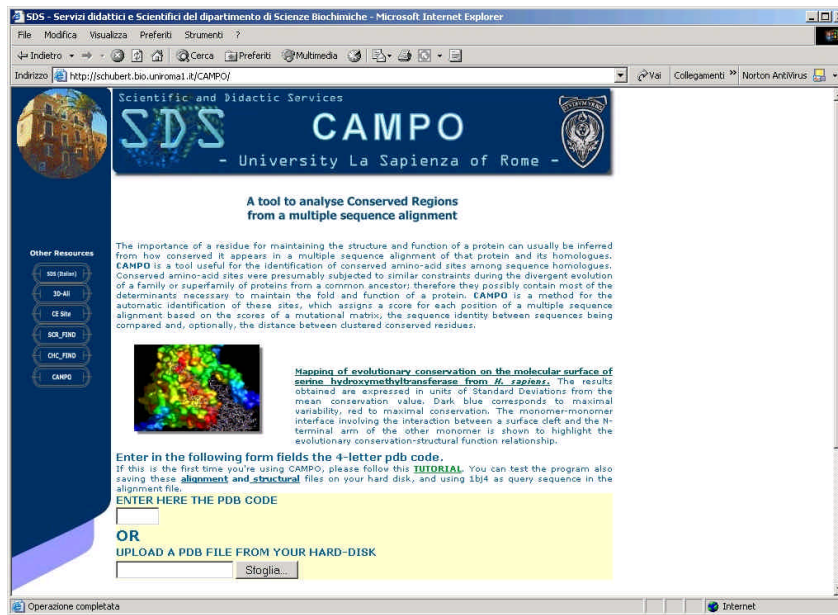 SDS - Servizi didattici e Scientifici del dipartimento di Scienze Biochimiche - Microsoft Internet Explorer
File Modifica Visualizza Preferiti Strumenti ?
Indietro Cerca Preferiti Multimedia
Indirizzo http://schubert.bio.uniroma1.it/CAMPO/ Vai Collegamenti » Norton AntiVirus
Scientific and Didactic Services
SDS CAMPO
- University La Sapienza of Rome -
A tool to analyse Conserved Regions
from a multiple sequence alignment
Other Resources
SDS (Italian)
3D-All
CE Site
SCR_FIND
CHC_FIND
CAMPO
The importance of a residue for maintaining the structure and function of a protein can usually be inferred
from how conserved it appears in a multiple sequence alignment of that protein and its homologues.
CAMPO is a tool useful for the identification of conserved amino-acid sites among sequence homologues.
Conserved amino-acid sites were presumably subjected to similar constraints during the divergent evolution
of a family or superfamily of proteins from a common ancestor; therefore they possibly contain most of the
determinants necessary to maintain the fold and function of a protein. CAMPO is a method for the
automatic identification of these sites, which assigns a score for each position of a multiple sequence
alignment based on the scores of a mutational matrix, the sequence identity between sequences being
compared and, optionally, the distance between clustered conserved residues.
Mapping of evolutionary conservation on the molecular surface of
serine hydroxymethyltransferase from H. sapiens. The results
obtained are expressed in units of Standard Deviations from the
mean conservation value. Dark blue corresponds to maximal
variability, red to maximal conservation. The monomer-monomer
interface involving the interaction between a surface cleft and the N-
terminal arm of the other monomer is shown to highlight the
evolutionary conservation-structural function relationship.
Enter in the following form fields the 4-letter pdb code.
If this is the first time you're using CAMPO, please follow this TUTORIAL. You can test the program also
saving these alignment and structural files on your hard disk, and using 1bj4 as query sequence in the
alignment file.
ENTER HERE THE PDB CODE
OR
UPLOAD A PDB FILE FROM YOUR HARD-DISK
Sfoglia...
Operazione completata Internet